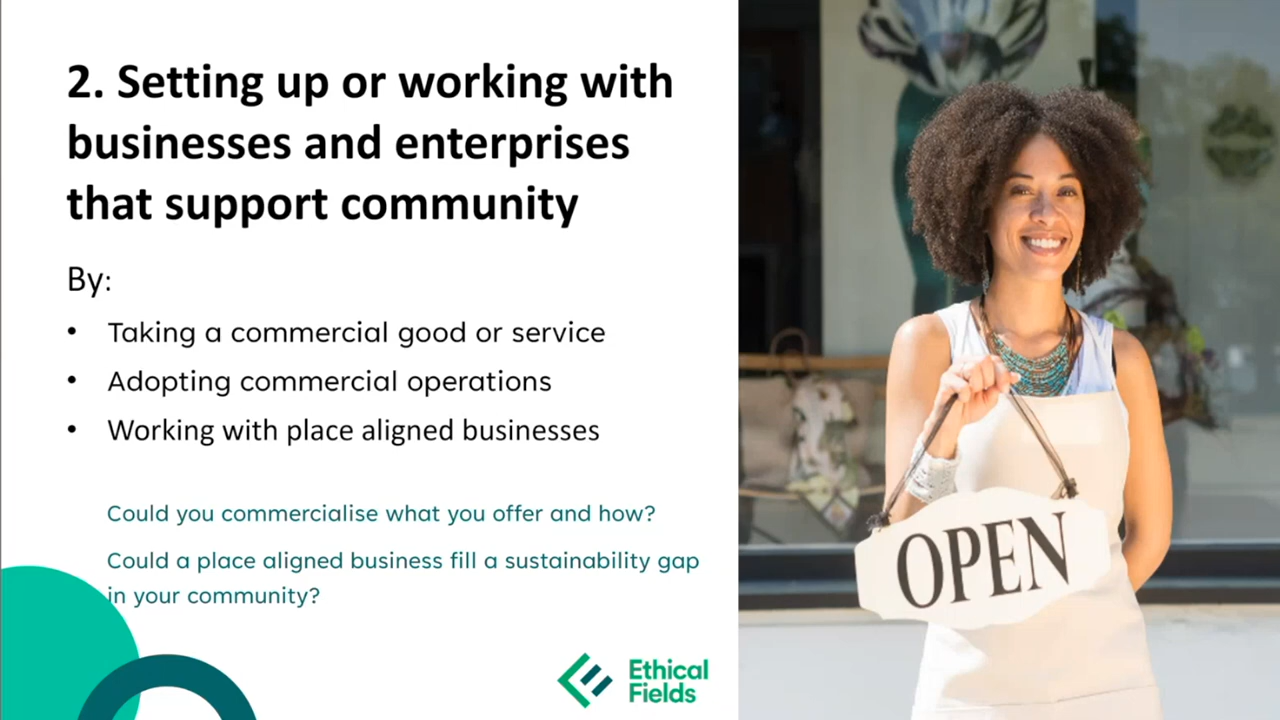 2. Setting up or working with
businesses and enterprises
that support community
By:
• Taking a commercial good or service
• Adopting commercial operations
• Working with place aligned businesses
Could you commercialise what you offer and how?
Could a place aligned business fill a sustainability gap
in your community?
Ethical
Fields
OPEN